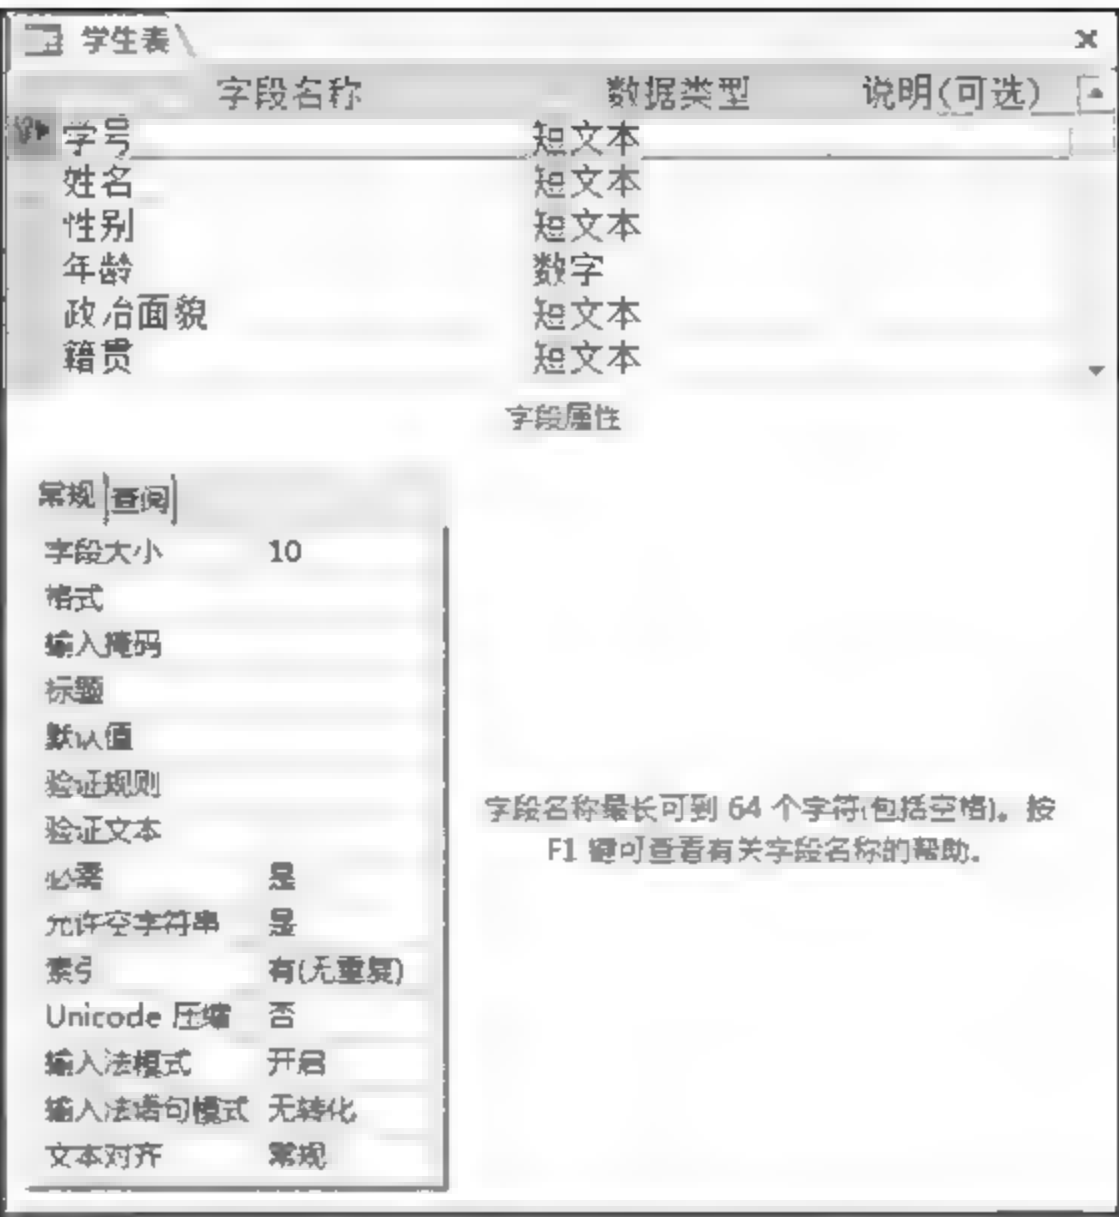 学生表
字段名称 数据类型 说明(可选)
学号 短文本
姓名 短文本
性别 短文本
年龄 数字
政治面貌 短文本
籍贯 短文本
字段属性
常规 查阅
字段大小 10
格式
输入掩码
标题
默认值
验证规则
验证文本
必需 是
允许空字符串 是
索引 有(无重复)
Unicode 压缩 否
输入法模式 开启
输入法语句模式 无转化
文本对齐 常规
字段名称最长可到 64 个字符(包括空格)。按
F1 键可查看有关字段名称的帮助。